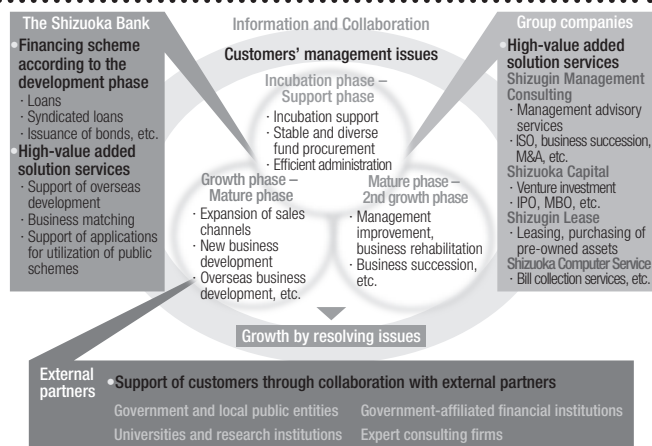 The Shizuoka Bank
•Financing scheme
according to the
development phase
· Loans
· Syndicated loans
· Issuance of bonds, etc.
•High-value added
solution services
· Support of overseas
development
· Business matching
· Support of applications
for utilization of public
schemes
Information and Collaboration
Customers' management issues
Incubation phase –
Support phase
· Incubation support
· Stable and diverse
fund procurement
· Efficient administration
Growth phase –
Mature phase
· Expansion of sales
channels
· New business
development
· Overseas business
development, etc.
Mature phase –
2nd growth phase
· Management
improvement,
business rehabilitation
· Business succession,
etc.
Growth by resolving issues
Group companies
•High-value added
solution services
Shizugin Management
Consulting
· Management advisory
services
· ISO, business succession,
M&A, etc.
Shizuoka Capital
· Venture investment
· IPO, MBO, etc.
Shizugin Lease
· Leasing, purchasing of
pre-owned assets
Shizuoka Computer Service
· Bill collection services, etc.
External
partners
•Support of customers through collaboration with external partners
Government and local public entities
Government-affiliated financial institutions
Universities and research institutions
Expert consulting firms